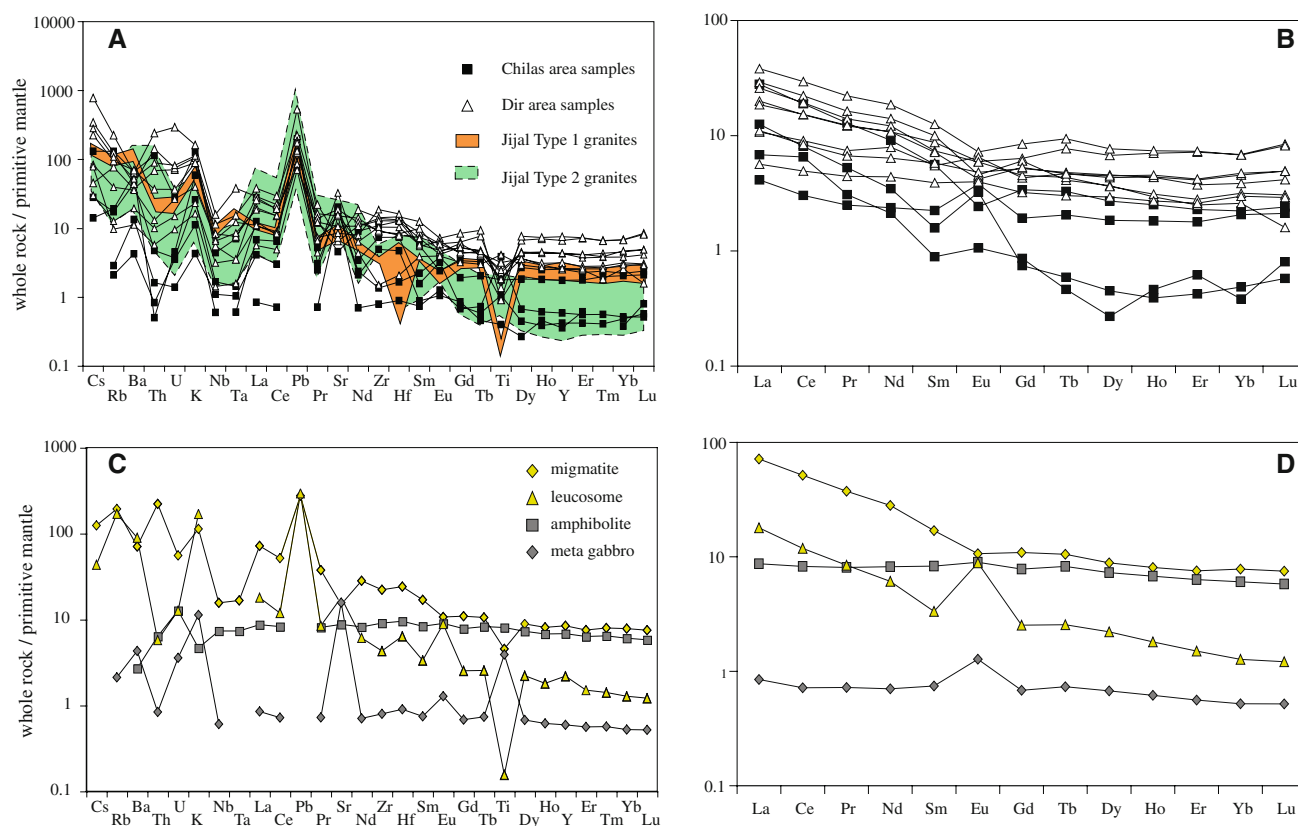 A
whole rock / primitive mantle
10000
1000
100
10
1
0.1
Chilas area samples
Dir area samples
Jijal Type 1 granites
Jijal Type 2 granites
Cs Ba U Nb La Pb Sr Zr Sm Gd Ti Ho Er Yb
Rb Th K Ta Ce Pr Nd Hf Eu Tb Dy Y Tm Lu
B
100
10
1
0.1
La Ce Pr Nd Sm Eu Gd Tb Dy Ho Er Yb Lu
C
whole rock / primitive mantle
1000
100
10
1
0.1
migmatite
leucosome
amphibolite
meta gabbro
Cs Ba U Nb La Pb Sr Zr Sm Gd Ti Ho Er Yb
Rb Th K Ta Ce Pr Nd Hf Eu Tb Dy Y Tm Lu
D
100
10
1
0.1
La Ce Pr Nd Sm Eu Gd Tb Dy Ho Er Yb Lu